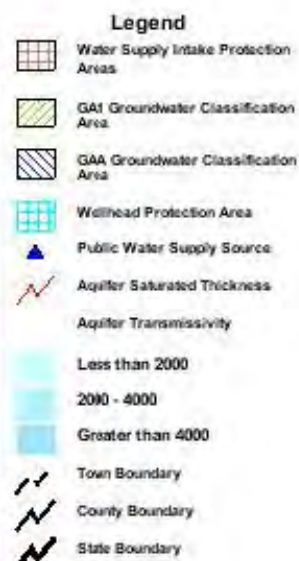 Legend
Water Supply Intake Protection
Areas
GA1 Groundwater Classification
Area
GAA Groundwater Classification
Area
Wellhead Protection Area
Public Water Supply Source
Aquifer Saturated Thickness
Aquifer Transmissivity
Less than 2000
2000 - 4000
Greater than 4000
Town Boundary
County Boundary
State Boundary